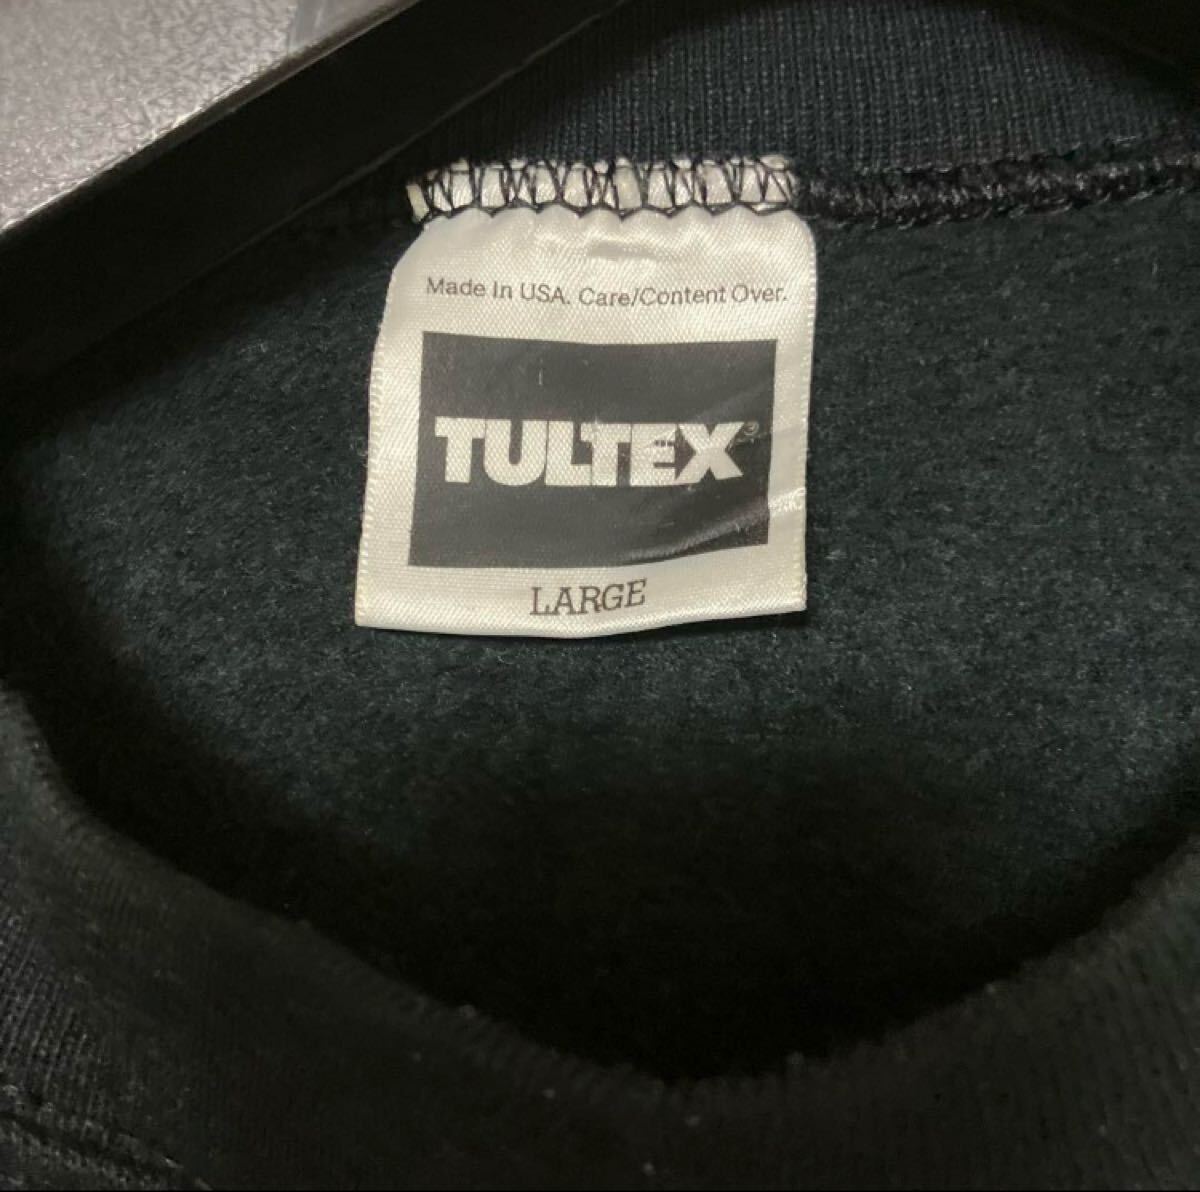 Made In USA. Care/Content Over.
TULTEX®
LARGE